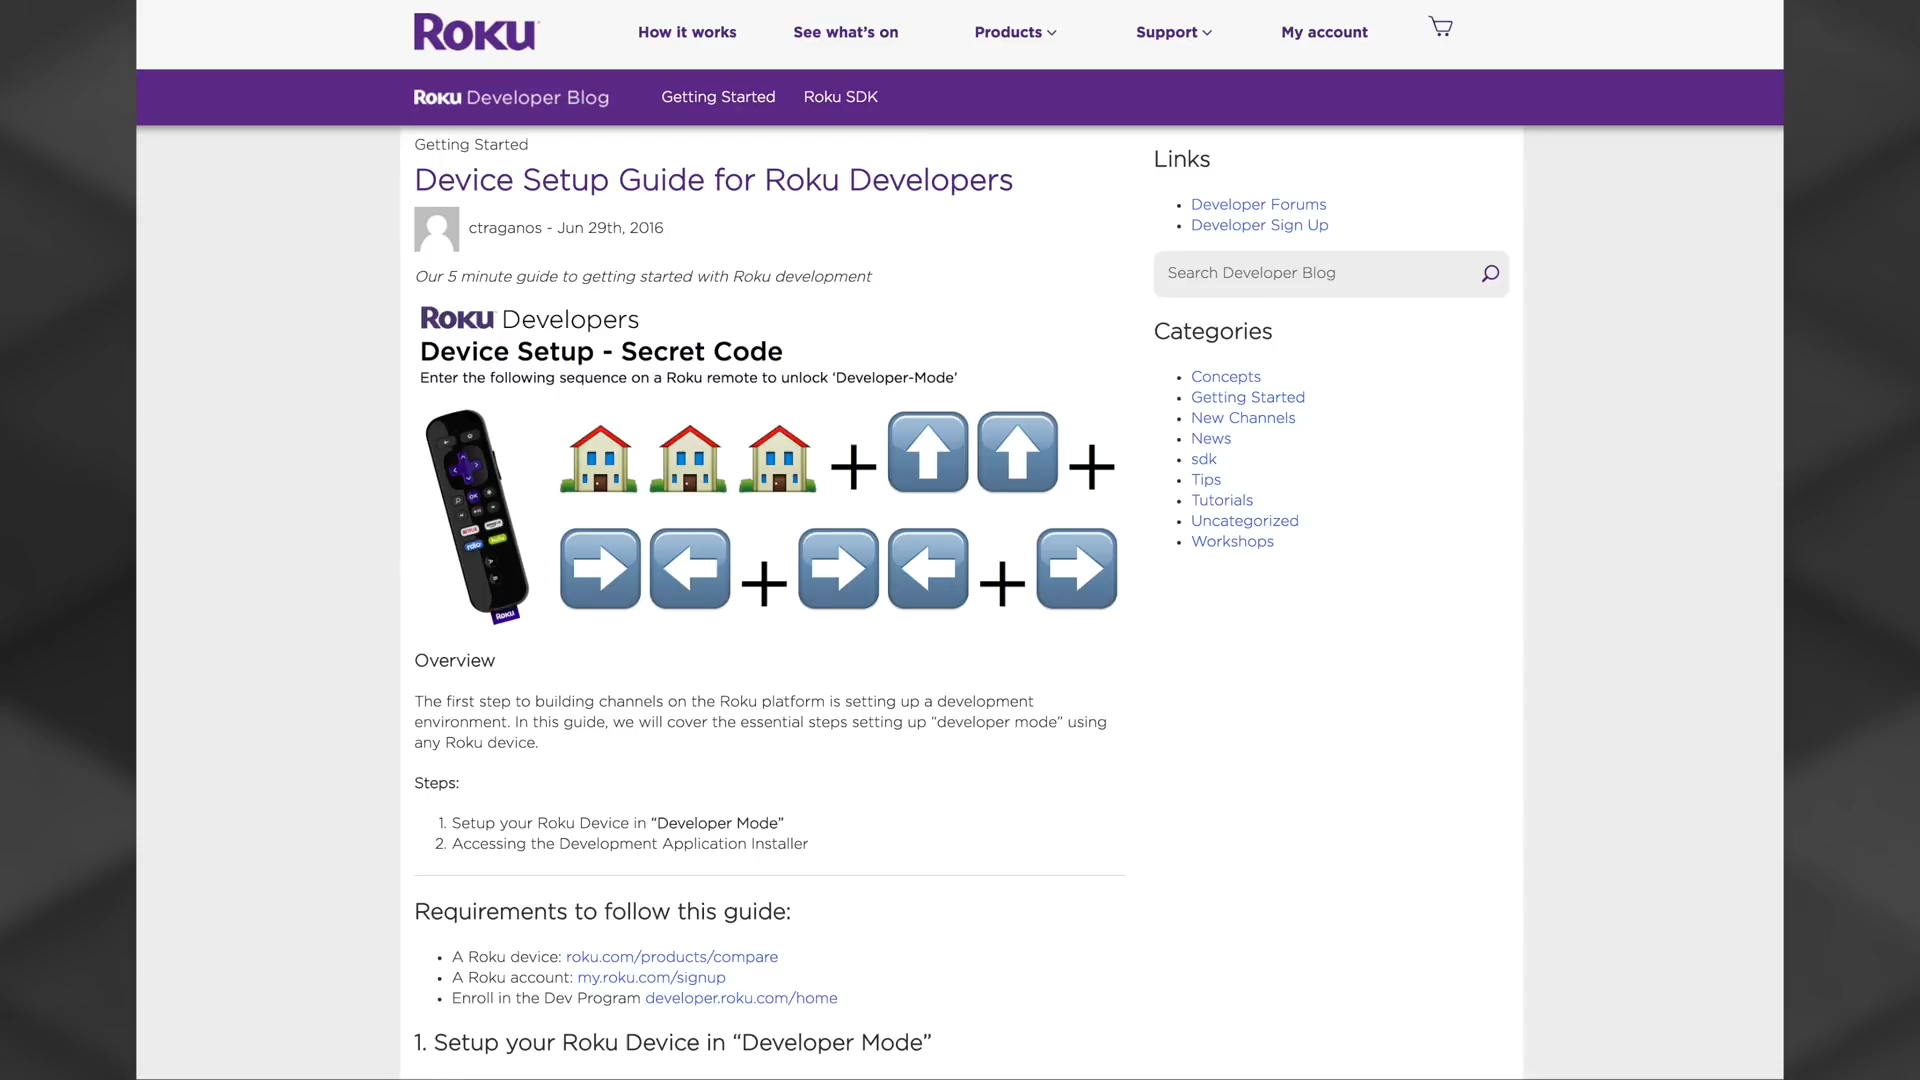 Roku
How it works
See what's on
Products
Support
My account
Roku Developer Blog
Getting Started
Roku SDK
Getting Started
Device Setup Guide for Roku Developers
ctraganos - Jun 29th, 2016
Our 5 minute guide to getting started with Roku development
Roku Developers
Device Setup - Secret Code
Enter the following sequence on a Roku remote to unlock ‘Developer-Mode’
OK
NETFLIX
rdio
hulu
Roku
Overview
The first step to building channels on the Roku platform is setting up a development
environment. In this guide, we will cover the essential steps setting up “developer mode” using
any Roku device.
Steps:
1. Setup your Roku Device in “Developer Mode”
2. Accessing the Development Application Installer
Requirements to follow this guide:
• A Roku device: roku.com/products/compare
• A Roku account: my.roku.com/signup
• Enroll in the Dev Program developer.roku.com/home
1. Setup your Roku Device in “Developer Mode”
Links
• Developer Forums
• Developer Sign Up
Search Developer Blog
Categories
• Concepts
• Getting Started
• New Channels
• News
• sdk
• Tips
• Tutorials
• Uncategorized
• Workshops